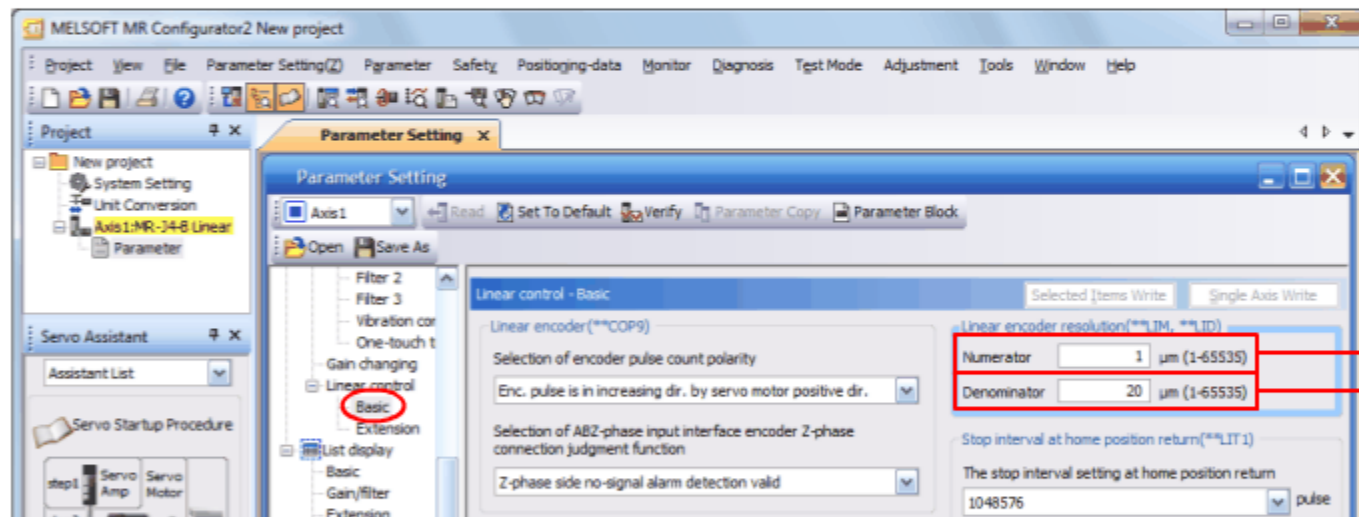 MELSOFT MR Configurator2 New project
Project View File Parameter Setting(Z) Parameter Safety Positioning-data Monitor Diagnosis Test Mode Adjustment Tools Window Help
Project
Parameter Setting
New project
System Setting
Unit Conversion
Axis1:MR-J4-B Linear
Parameter
Parameter Setting
Axis1
Read
Set To Default
Verify
Parameter Copy
Parameter Block
Open
Save As
Filter 2
Filter 3
Vibration con
One-touch t
Gain changing
Linear control
Basic
Extension
List display
Basic
Gain/filter
Extension
Servo Assistant
Assistant List
Servo Startup Procedure
step1
Servo Amp
Servo Motor
Linear control - Basic
Selected Items Write
Single Axis Write
Linear encoder(**COP9)
Selection of encoder pulse count polarity
Enc. pulse is in increasing dir. by servo motor positive dir.
Selection of ABZ-phase input interface encoder Z-phase
connection judgment function
Z-phase side no-signal alarm detection valid
Linear encoder resolution(**LIM, **LID)
Numerator 1 μm (1-65535)
Denominator 20 μm (1-65535)
Stop interval at home position return(**LIT1)
The stop interval setting at home position return
1048576 pulse